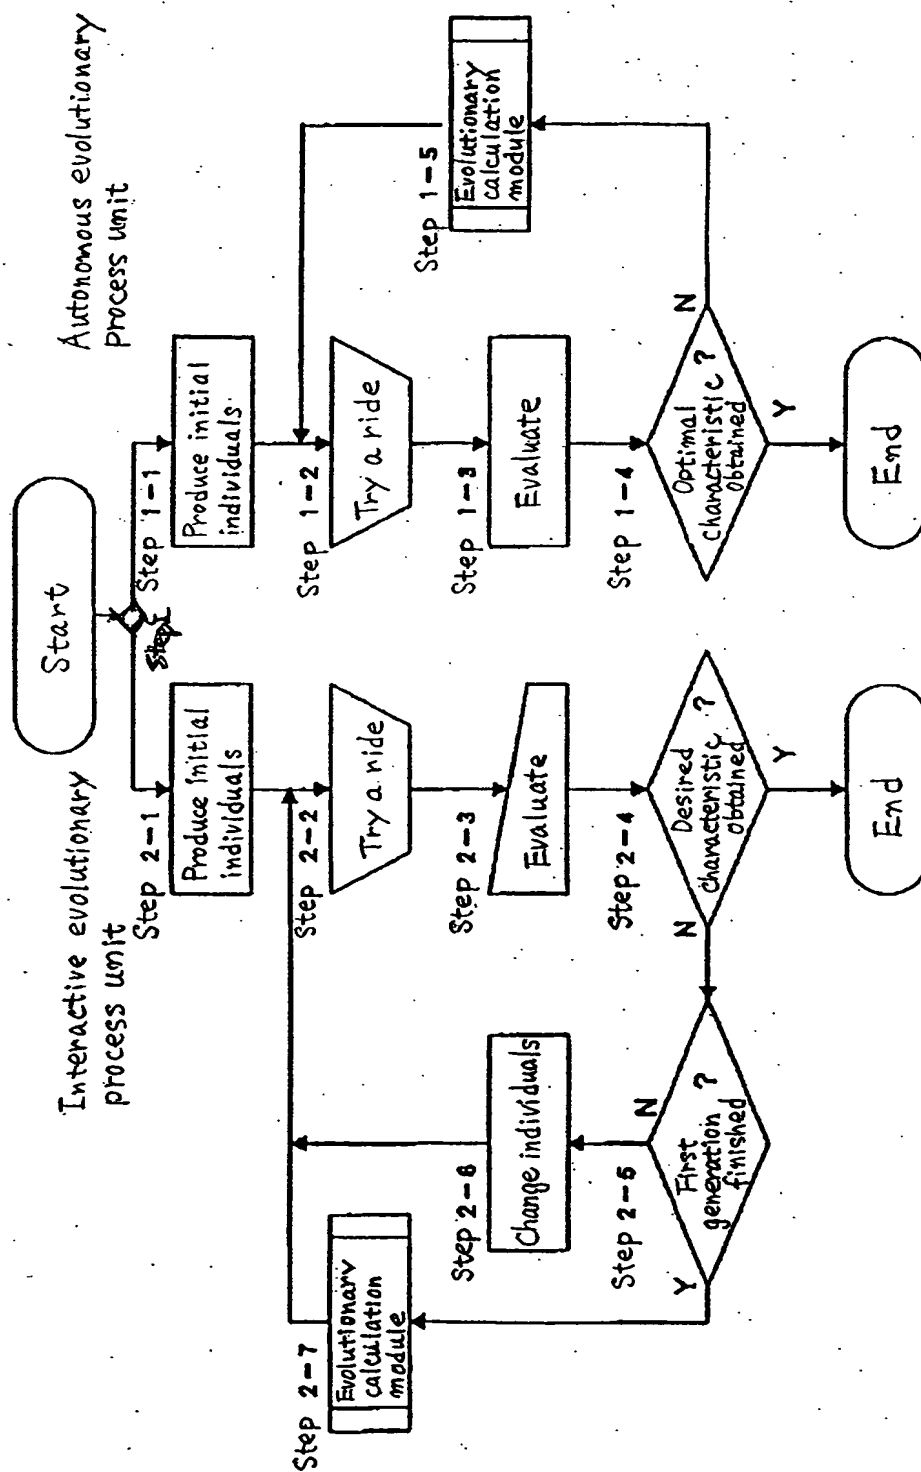 Interactive evolutionary
process unit
Autonomous evolutionary
process unit
Start
Step
Step 2-1
Produce initial
individuals
Step 2-2
Try a ride
Step 2-3
Evaluate
Step 2-4
Desired
characteristic ?
obtained
N
Y
End
Step 2-5
First
generation ?
finished
N
Y
Step 2-6
Change individuals
Step 2-7
Evolutionary
calculation
module
Step 1-1
Produce initial
individuals
Step 1-2
Try a ride
Step 1-3
Evaluate
Step 1-4
Optimal
characteristic ?
obtained
N
Y
End
Step 1-5
Evolutionary
calculation
module